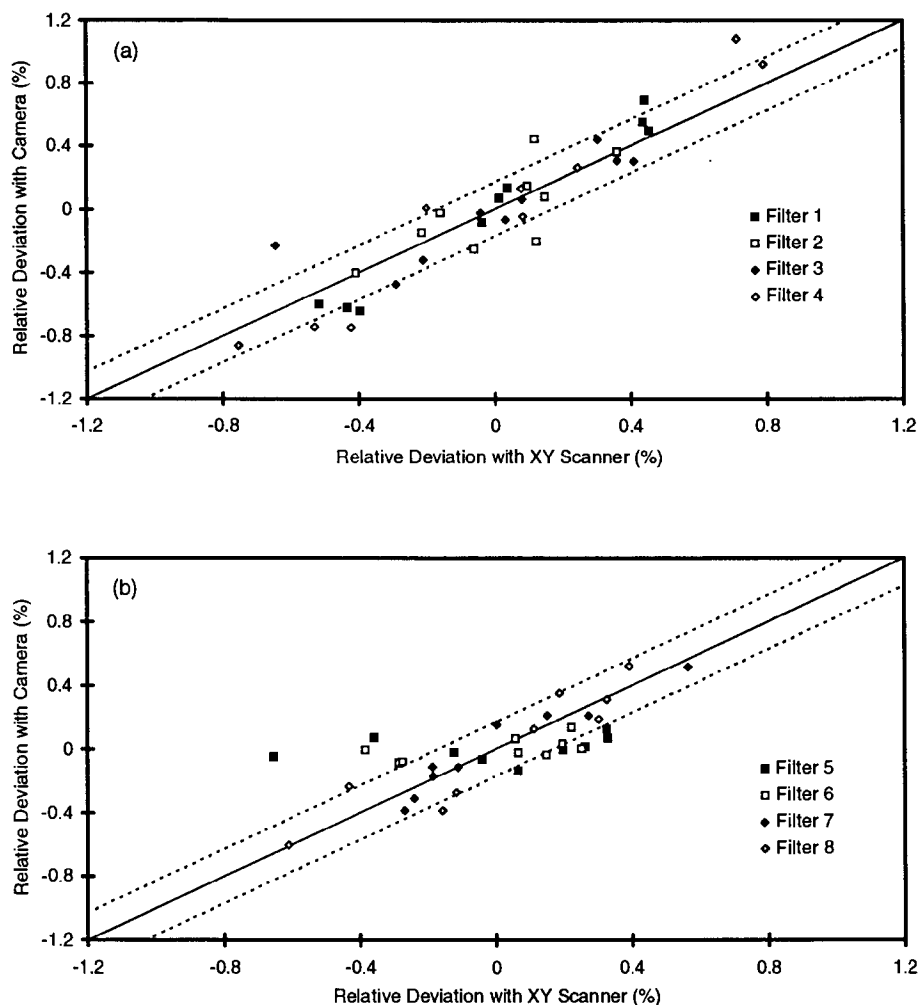 1.2
(a)
0.8
0.4
0
-0.4
-0.8
-1.2
Relative Deviation with Camera (%)
Filter 1
Filter 2
Filter 3
Filter 4
-1.2 -0.8 -0.4 0 0.4 0.8 1.2
Relative Deviation with XY Scanner (%)
1.2
(b)
0.8
0.4
0
-0.4
-0.8
-1.2
Relative Deviation with Camera (%)
Filter 5
Filter 6
Filter 7
Filter 8
-1.2 -0.8 -0.4 0 0.4 0.8 1.2
Relative Deviation with XY Scanner (%)